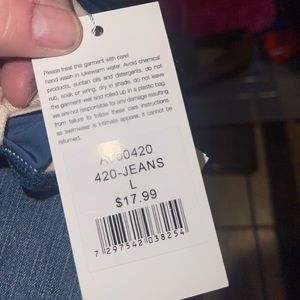 Please treat this garment with care!
hand wash in lukewarm water. Avoid chemical
products, suntan oils and detergents, do not
rub, soak or wring, dry in shade, do not leave
the garment wet and rolled up in a plastic bag.
we are not responsible for any damage resulting
from failure to follow these care instructions.
as swimwear is intimate apparel, it cannot be
returned.
420-JEANS
L
$17.99
7 297542 038254